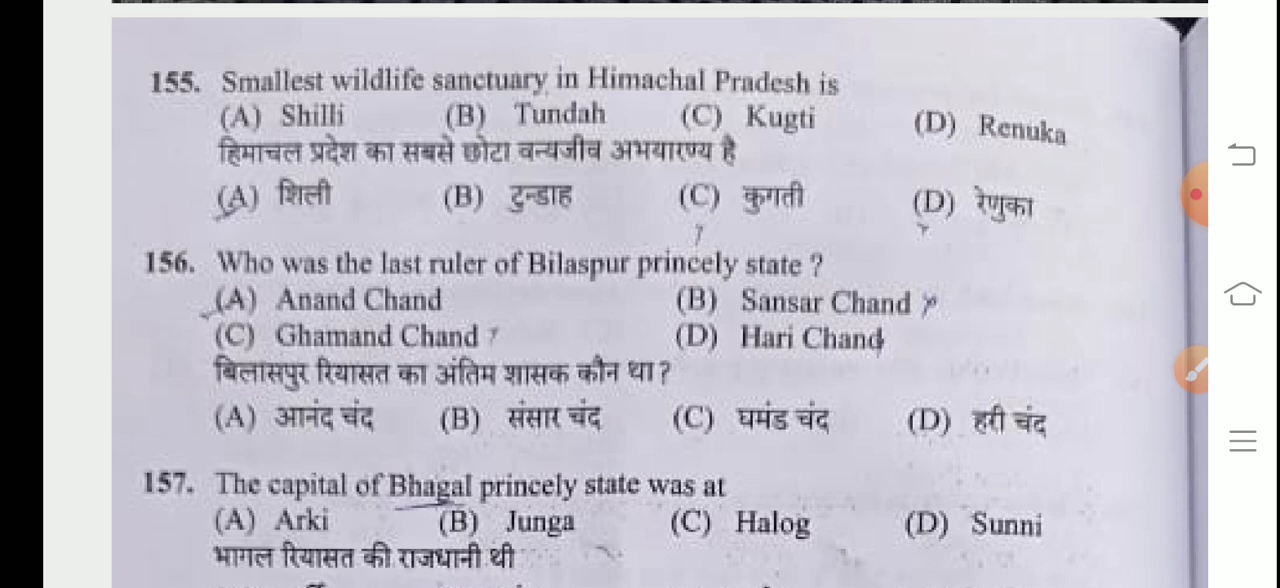 155. Smallest wildlife sanctuary in Himachal Pradesh is
(A) Shilli (B) Tundah (C) Kugti (D) Renuka
हिमाचल प्रदेश का सबसे छोटा वन्यजीव अभयारण्य है
(A) शिली (B) टुन्डाह (C) कुगती (D) रेणुका
156. Who was the last ruler of Bilaspur princely state ?
(A) Anand Chand (B) Sansar Chand
(C) Ghamand Chand (D) Hari Chand
बिलासपुर रियासत का अंतिम शासक कौन था?
(A) आनंद चंद (B) संसार चंद (C) घमंड चंद (D) हरी चंद
157. The capital of Bhagal princely state was at
(A) Arki (B) Junga (C) Halog (D) Sunni
भागल रियासत की राजधानी थी